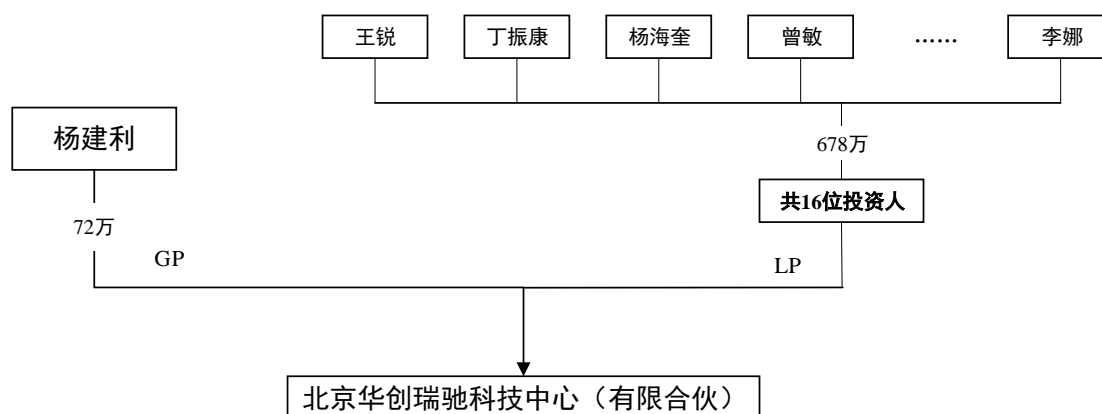 王锐 丁振康 杨海奎 曾敏 …… 李娜
杨建利
678万
共16位投资人
72万
GP LP
北京华创瑞驰科技中心（有限合伙）